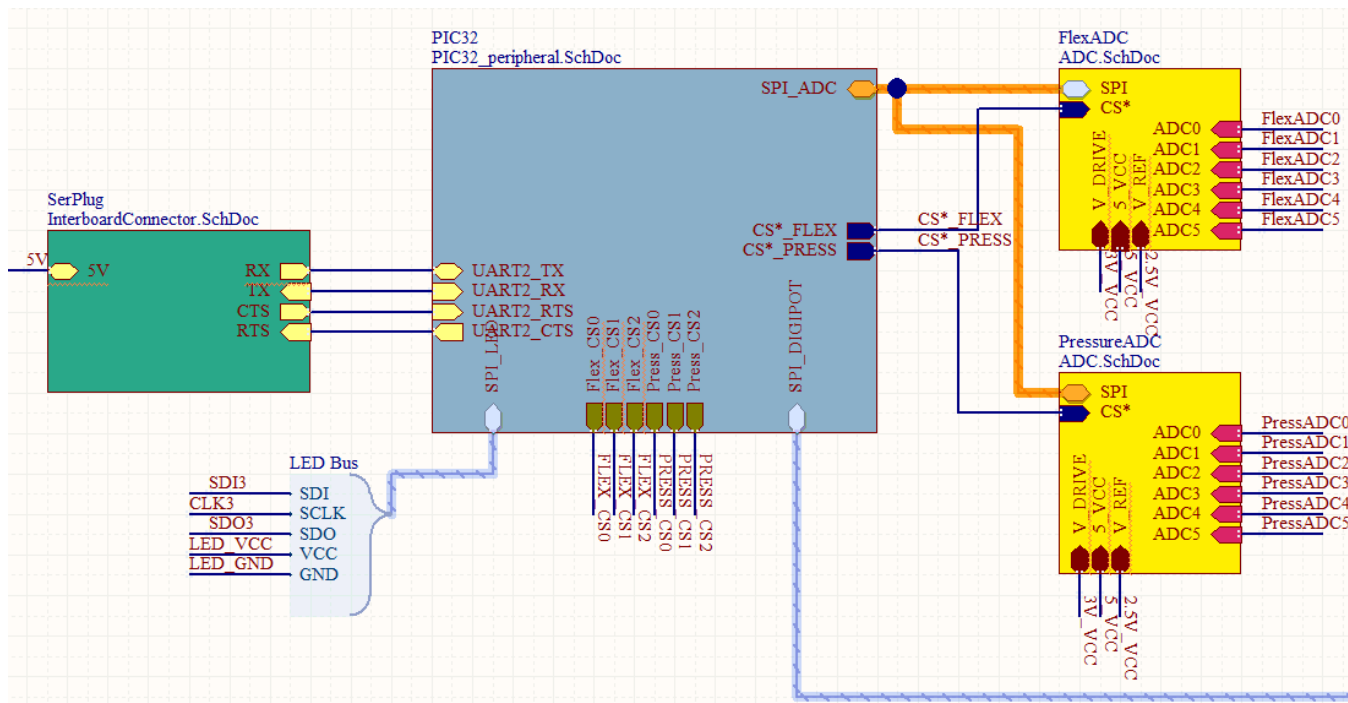 PIC32
PIC32_peripheral.SchDoc
SPI_ADC
CS*_FLEX
CS*_PRESS
CS*_FLEX
CS*_PRESS
UART2_TX
UART2_RX
UART2_RTS
UART2_CTS
SPI_LED
Flex_CS0
Flex_CS1
Flex_CS2
Press_CS0
Press_CS1
Press_CS2
SPI_DIGIPOT
FLEX_CS0
FLEX_CS1
FLEX_CS2
PRESS_CS0
PRESS_CS1
PRESS_CS2
SerPlug
InterboardConnector.SchDoc
5V
5V
RX
TX
CTS
RTS
LED Bus
SDI3
SDI
CLK3
SCLK
SDO3
SDO
LED_VCC
VCC
LED_GND
GND
FlexADC
ADC.SchDoc
SPI
CS*
ADC0
FlexADC0
ADC1
FlexADC1
ADC2
FlexADC2
ADC3
FlexADC3
ADC4
FlexADC4
ADC5
FlexADC5
V_DRIVE
5_VCC
V_REF
3V_VCC
5_VCC
2.5V_VCC
PressureADC
ADC.SchDoc
SPI
CS*
ADC0
PressADC0
ADC1
PressADC1
ADC2
PressADC2
ADC3
PressADC3
ADC4
PressADC4
ADC5
PressADC5
V_DRIVE
5_VCC
V_REF
3V_VCC
5_VCC
2.5V_VCC